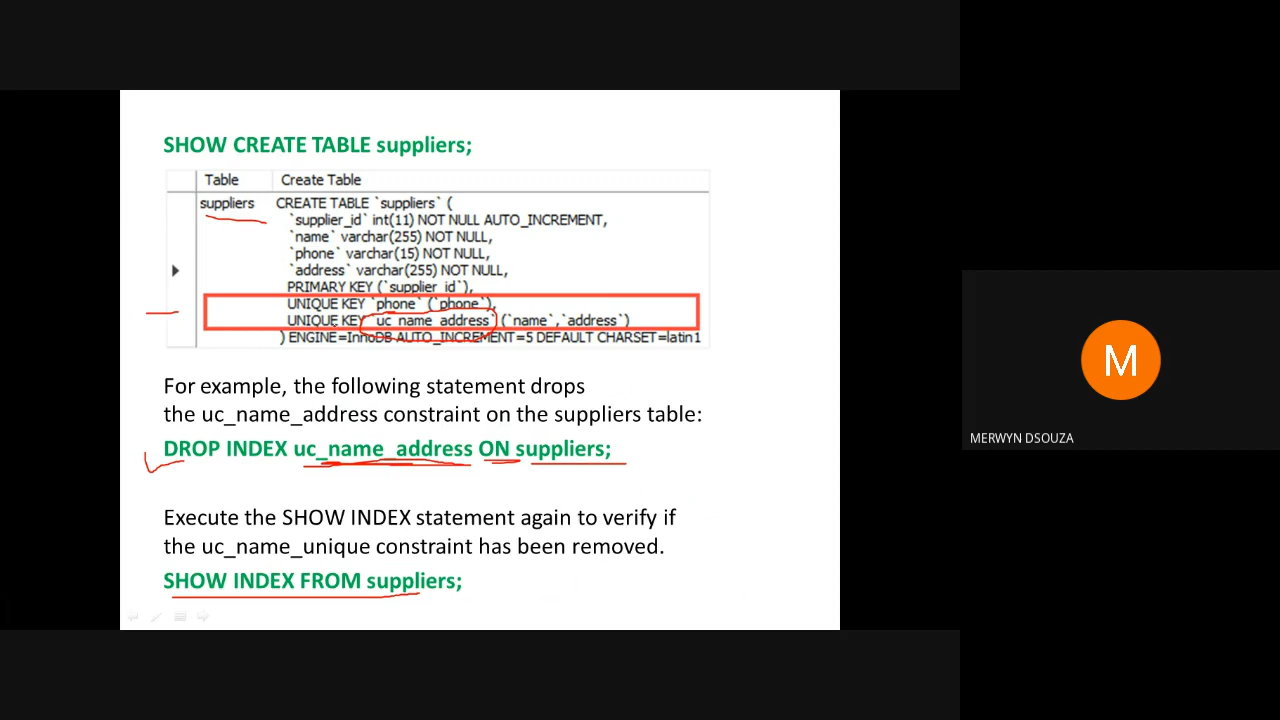 SHOW CREATE TABLE suppliers;
Table Create Table
suppliers CREATE TABLE `suppliers` (
`supplier_id` int(11) NOT NULL AUTO_INCREMENT,
`name` varchar(255) NOT NULL,
`phone` varchar(15) NOT NULL,
`address` varchar(255) NOT NULL,
PRIMARY KEY (`supplier_id`),
UNIQUE KEY `phone` (`phone`),
UNIQUE KEY `uc_name_address` (`name`,`address`)
) ENGINE=InnoDB AUTO_INCREMENT=5 DEFAULT CHARSET=latin1
For example, the following statement drops
the uc_name_address constraint on the suppliers table:
DROP INDEX uc_name_address ON suppliers;
Execute the SHOW INDEX statement again to verify if
the uc_name_unique constraint has been removed.
SHOW INDEX FROM suppliers;
M
MERWYN DSOUZA